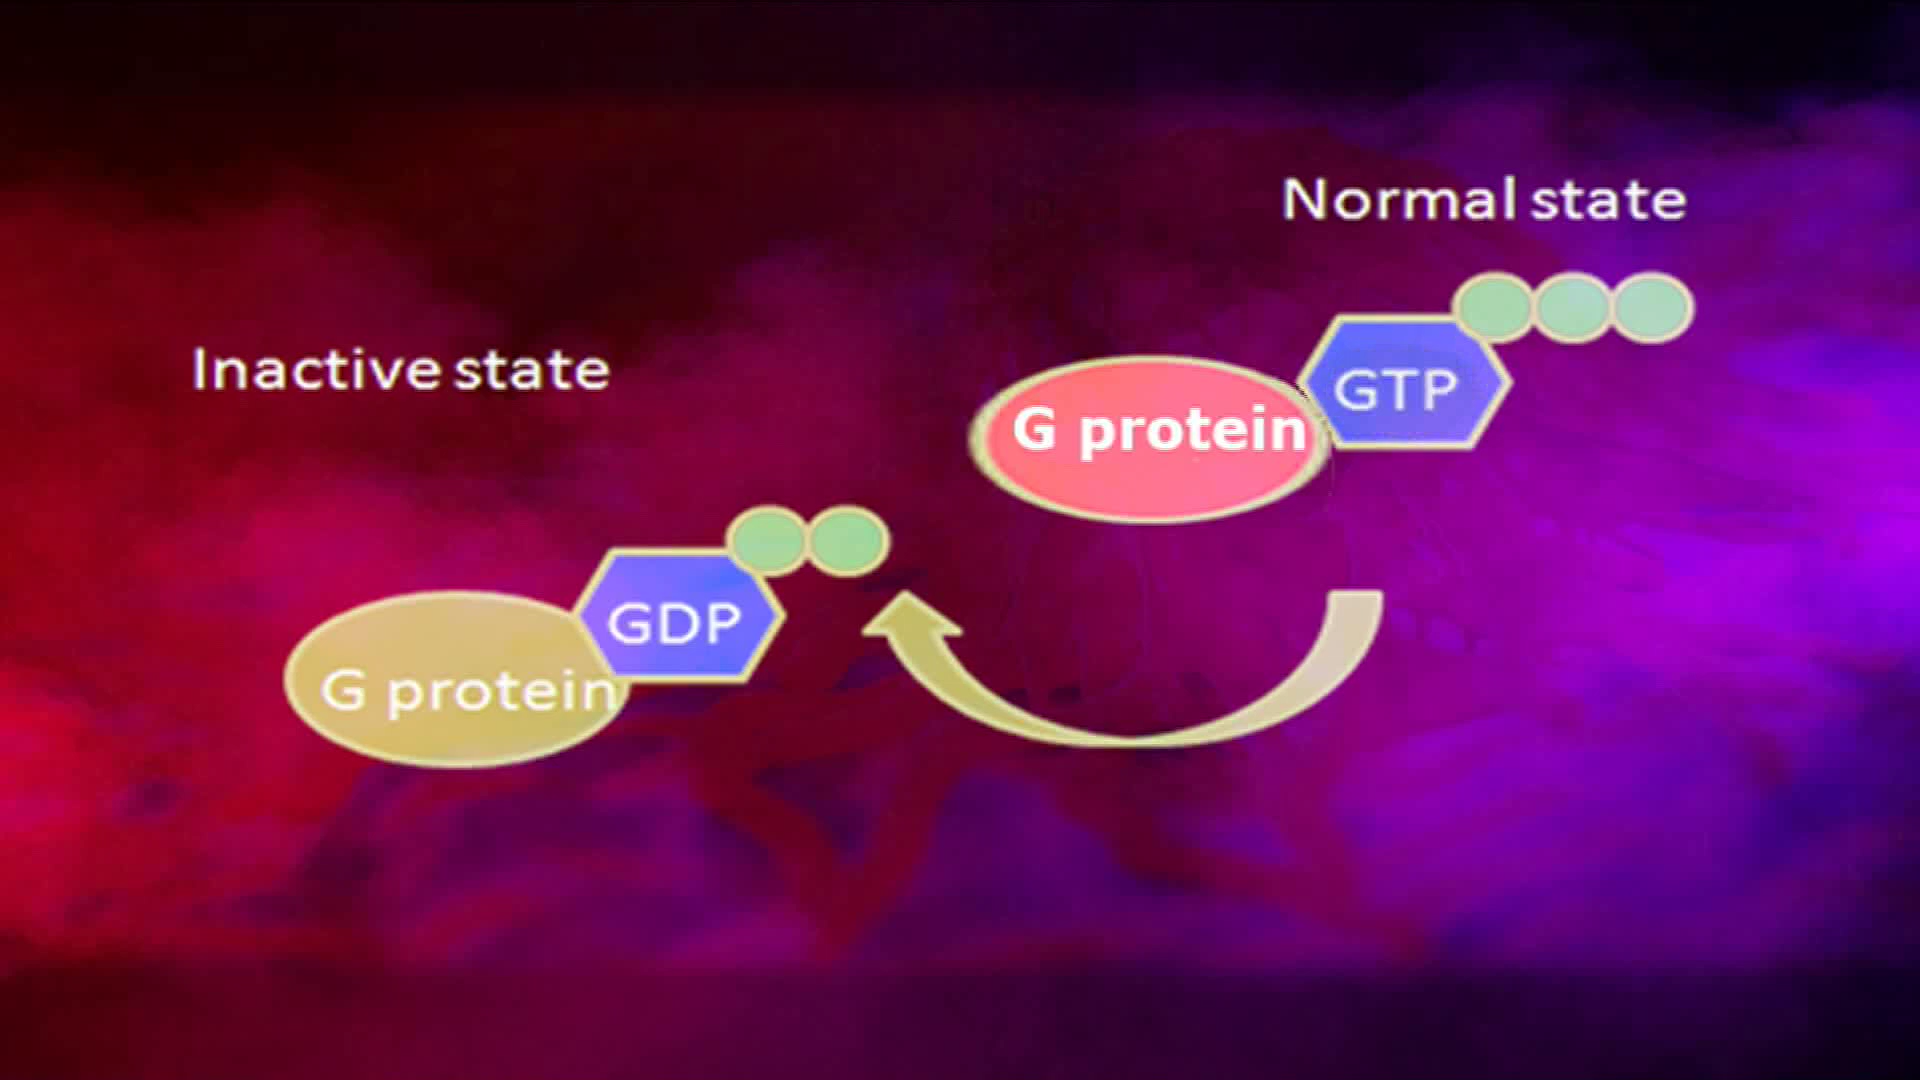 Normal state
Inactive state
GTP
G protein
GDP
G protein